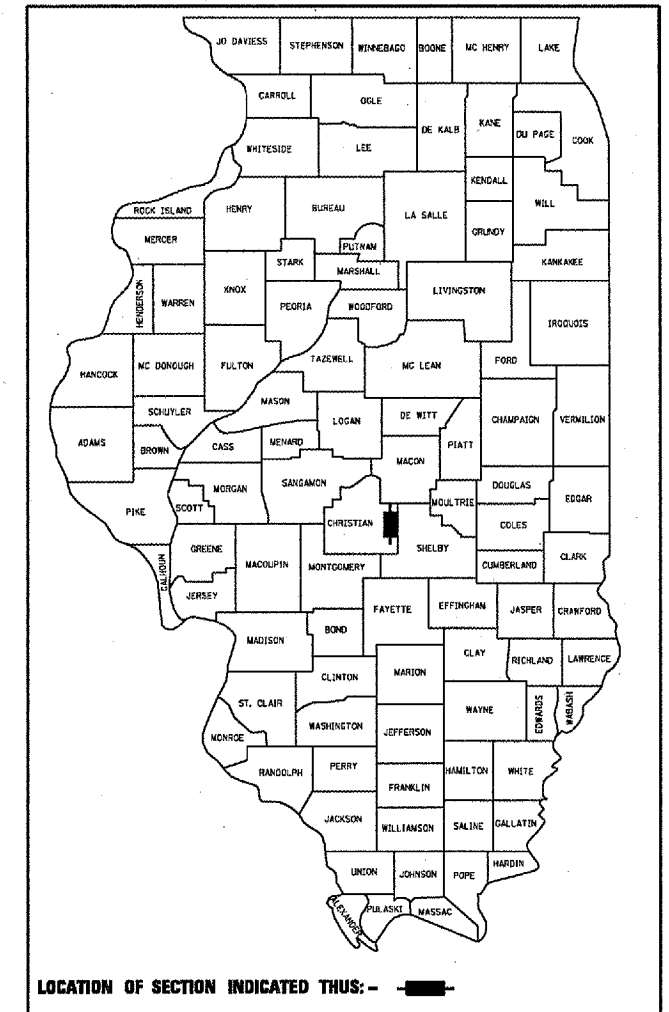 JO DAVIESS STEPHENSON WINNEBAGO BOONE MC HENRY LAKE
CARROLL OGLE DE KALB KANE DU PAGE COOK
WHITESIDE LEE KENDALL WILL
ROCK ISLAND HENRY BUREAU LA SALLE GRUNDY
MERCER PUTNAM KANKAKEE
HENDERSON WARREN KNOX STARK MARSHALL LIVINGSTON
PEORIA WOODFORD IROQUOIS
HANCOCK MC DONOUGH FULTON TAZEWELL MC LEAN FORD
MASON
ADAMS SCHUYLER LOGAN DE WITT CHAMPAIGN VERMILION
BROWN CASS MENARD MACON PIATT
PIKE SCOTT MORGAN SANGAMON MOULTRIE DOUGLAS EDGAR
CHRISTIAN COLES
CALHOUN GREENE MACOUPIN MONTGOMERY SHELBY CUMBERLAND CLARK
JERSEY FAYETTE EFFINGHAM JASPER CRAWFORD
MADISON BOND
CLINTON MARION CLAY RICHLAND LAWRENCE
ST. CLAIR WAYNE EDWARDS WABASH
MONROE WASHINGTON JEFFERSON
RANDOLPH PERRY FRANKLIN HAMILTON WHITE
JACKSON WILLIAMSON SALINE GALLATIN
UNION JOHNSON POPE HARDIN
ALEXANDER PULASKI MASSAC
LOCATION OF SECTION INDICATED THUS: -